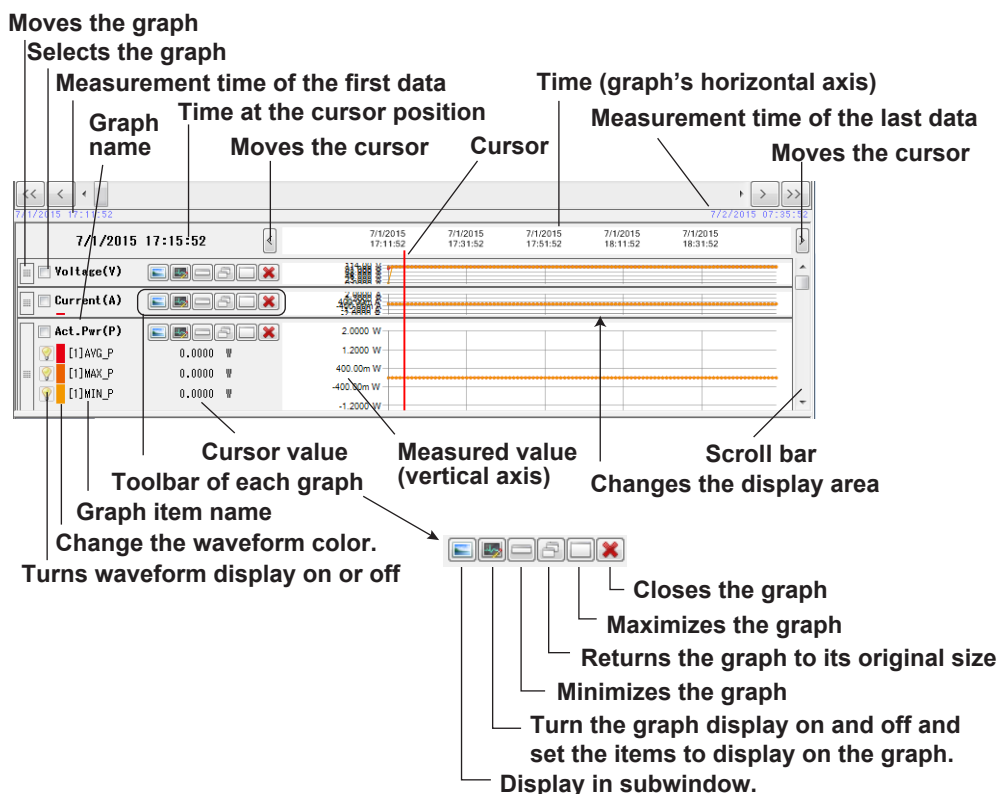 Moves the graph
Selects the graph
Measurement time of the first data
Time (graph's horizontal axis)
Graph name
Time at the cursor position
Measurement time of the last data
Moves the cursor
Cursor
Moves the cursor
<< <
> >>
7/1/2015 17:11:52
7/2/2015 07:35:52
7/1/2015 17:15:52
<
7/1/2015 17:11:52
7/1/2015 17:31:52
7/1/2015 17:51:52
7/1/2015 18:11:52
7/1/2015 18:31:52
>
Voltage(V)
Current(A)
Act.Pwr(P)
2.0000 W
[1]AVG_P 0.0000 W
1.2000 W
[1]MAX_P 0.0000 W
400.00m W
[1]MIN_P 0.0000 W
-400.00m W
-1.2000 W
Cursor value
Measured value
(vertical axis)
Scroll bar
Toolbar of each graph
Changes the display area
Graph item name
Change the waveform color.
Turns waveform display on or off
Closes the graph
Maximizes the graph
Returns the graph to its original size
Minimizes the graph
Turn the graph display on and off and
set the items to display on the graph.
Display in subwindow.